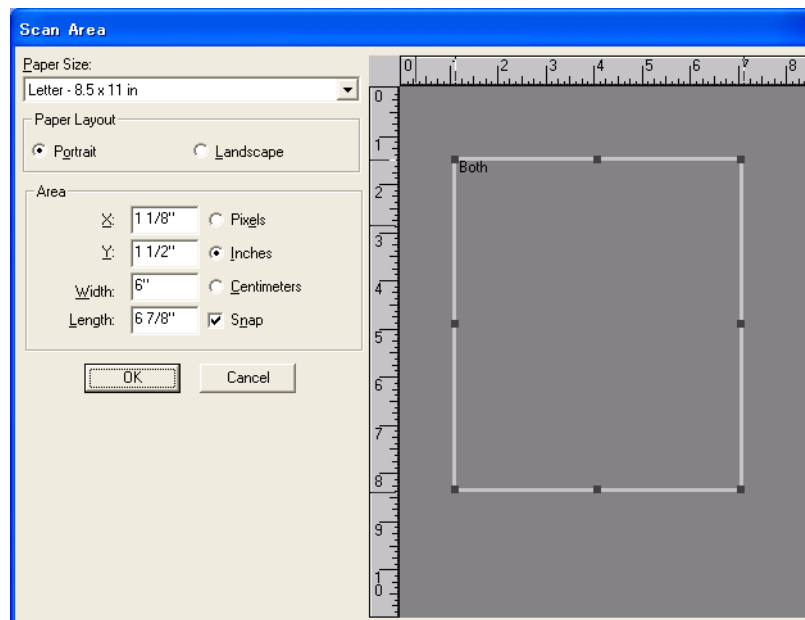 Scan Area
Paper Size:
Letter - 8.5 x 11 in
Paper Layout
Portrait
Landscape
Area
X: 1 1/8" Pixels
Y: 1 1/2" Inches
Width: 6" Centimeters
Length: 6 7/8" Snap
OK Cancel
0 1 2 3 4 5 6 7 8
0
1
2
3
4
5
6
7
8
9
10
Both